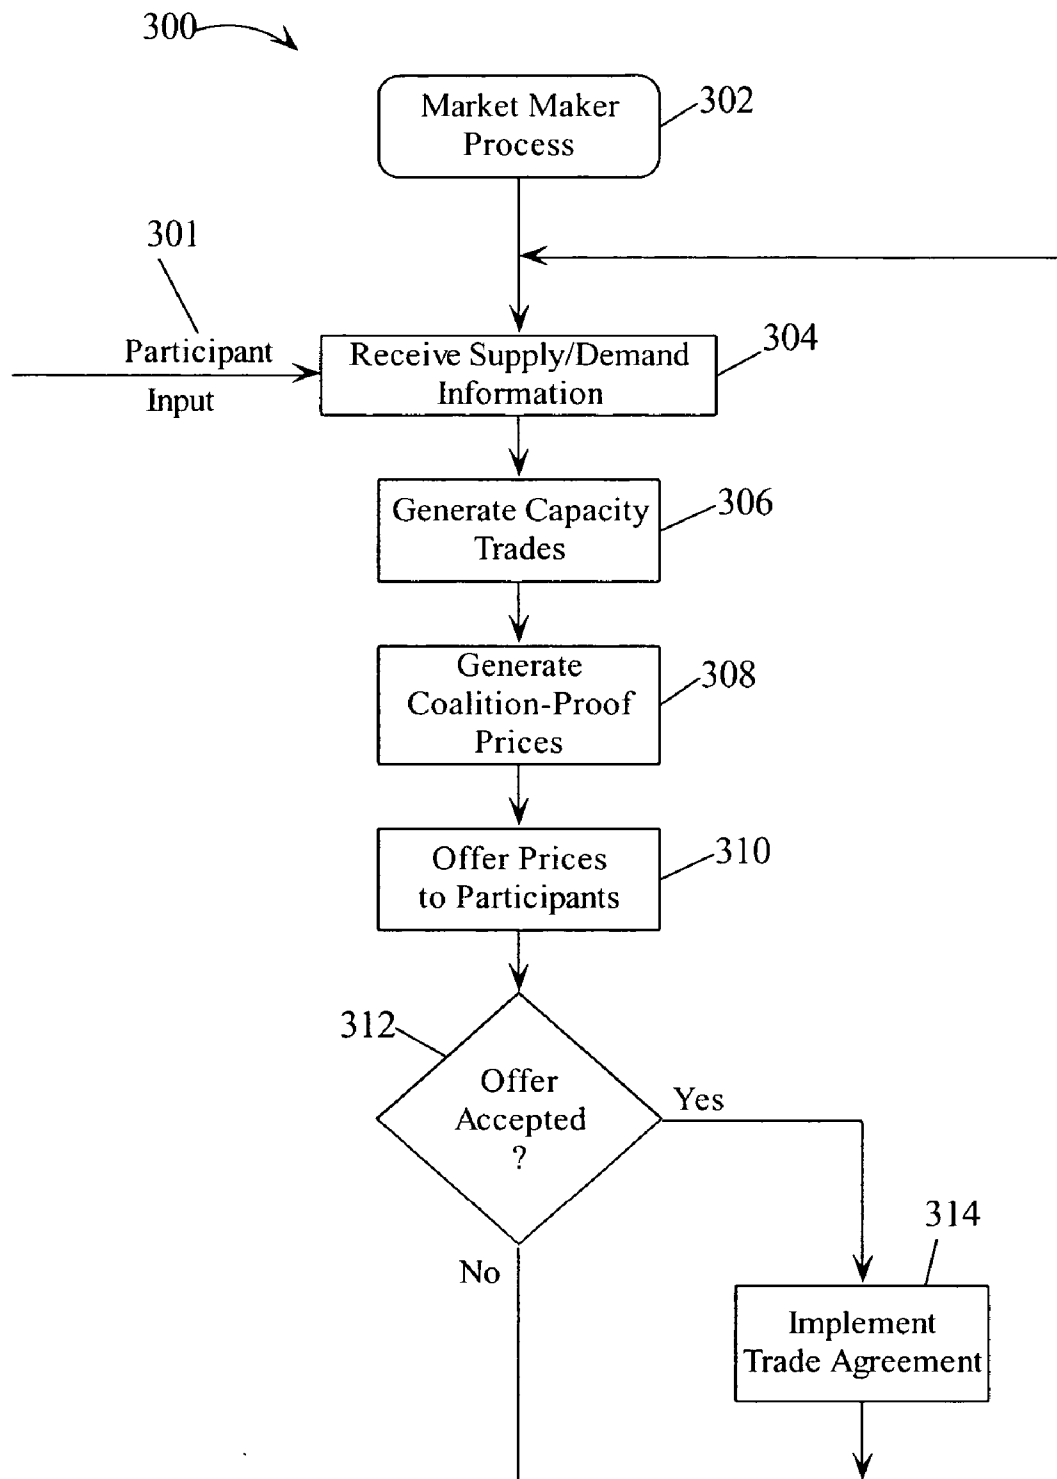 300
Market Maker
Process
302
301
Participant
Input
Receive Supply/Demand
Information
304
Generate Capacity
Trades
306
Generate
Coalition-Proof
Prices
308
Offer Prices
to Participants
310
312
Offer
Accepted
?
Yes
No
314
Implement
Trade Agreement